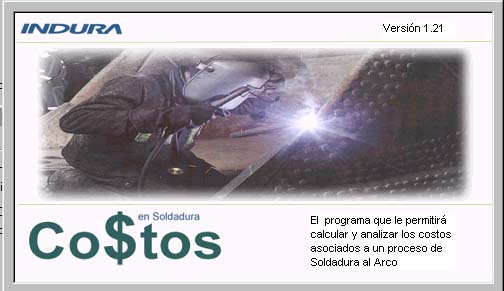 INDURA
Versión 1.21
en Soldadura
Co$tos
El programa que le permitirá
calcular y analizar los costos
asociados a un proceso de
Soldadura al Arco